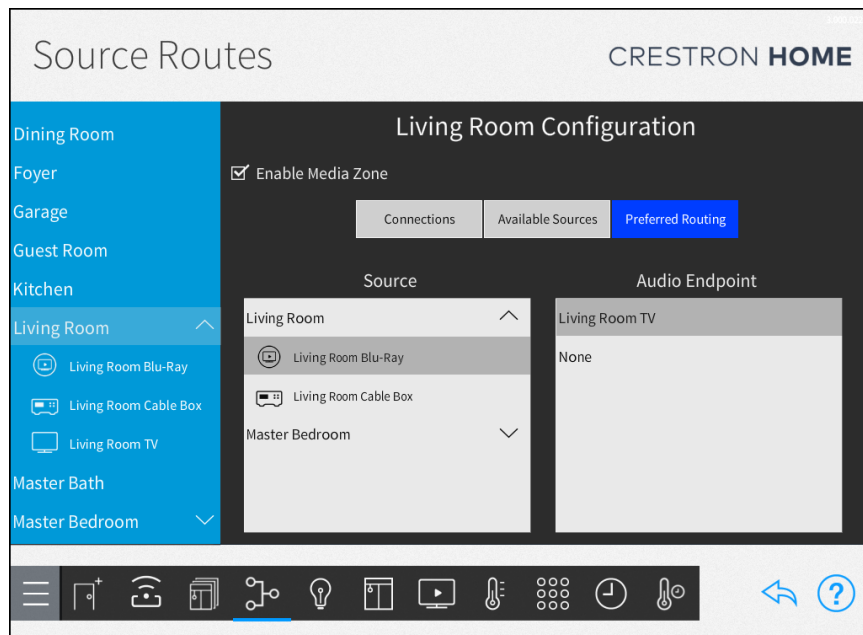 Source Routes
CRESTRON HOME
Dining Room
Foyer
Garage
Guest Room
Kitchen
Living Room
Living Room Blu-Ray
Living Room Cable Box
Living Room TV
Master Bath
Master Bedroom
Living Room Configuration
Enable Media Zone
Connections
Available Sources
Preferred Routing
Source
Living Room
Living Room Blu-Ray
Living Room Cable Box
Master Bedroom
Audio Endpoint
Living Room TV
None
?